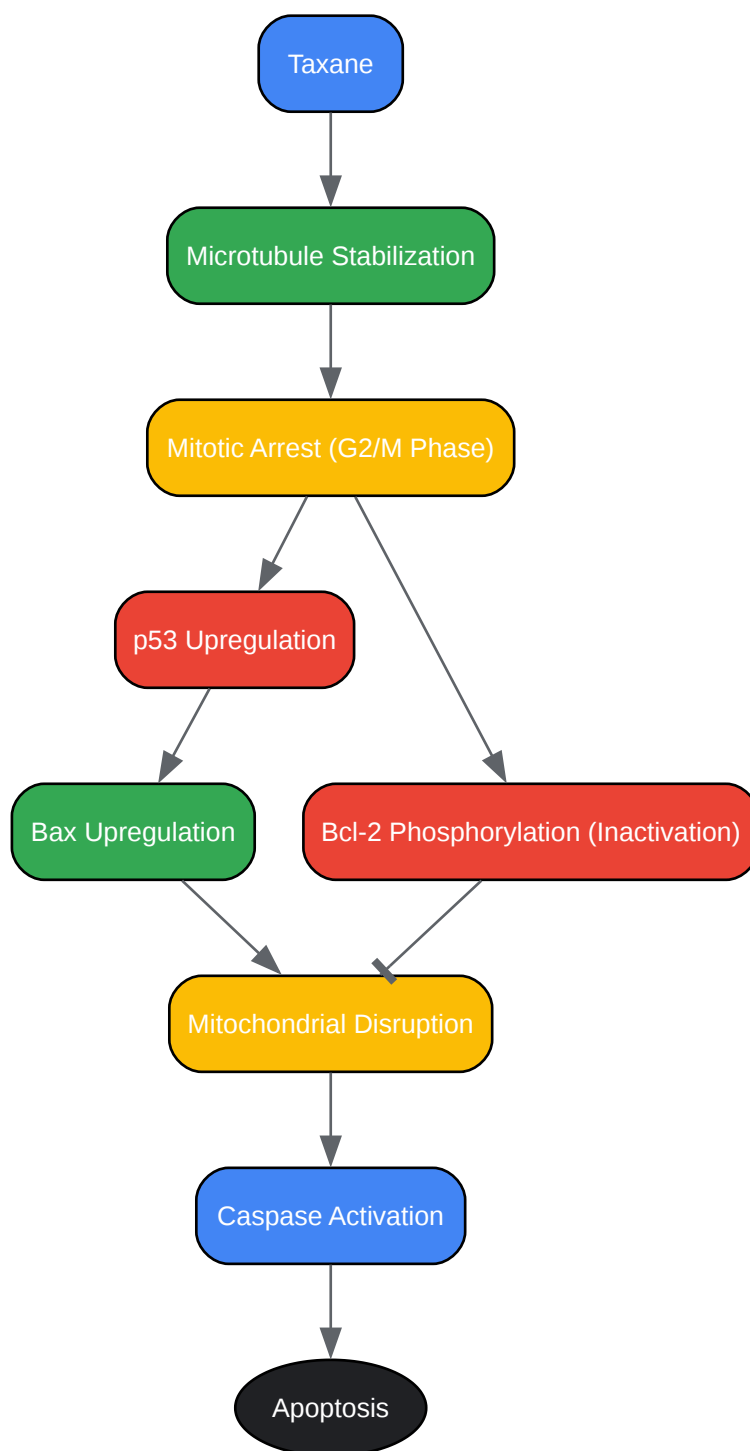 Taxane
Microtubule Stabilization
Mitotic Arrest (G2/M Phase)
p53 Upregulation
Bax Upregulation
Bcl-2 Phosphorylation (Inactivation)
Mitochondrial Disruption
Caspase Activation
Apoptosis